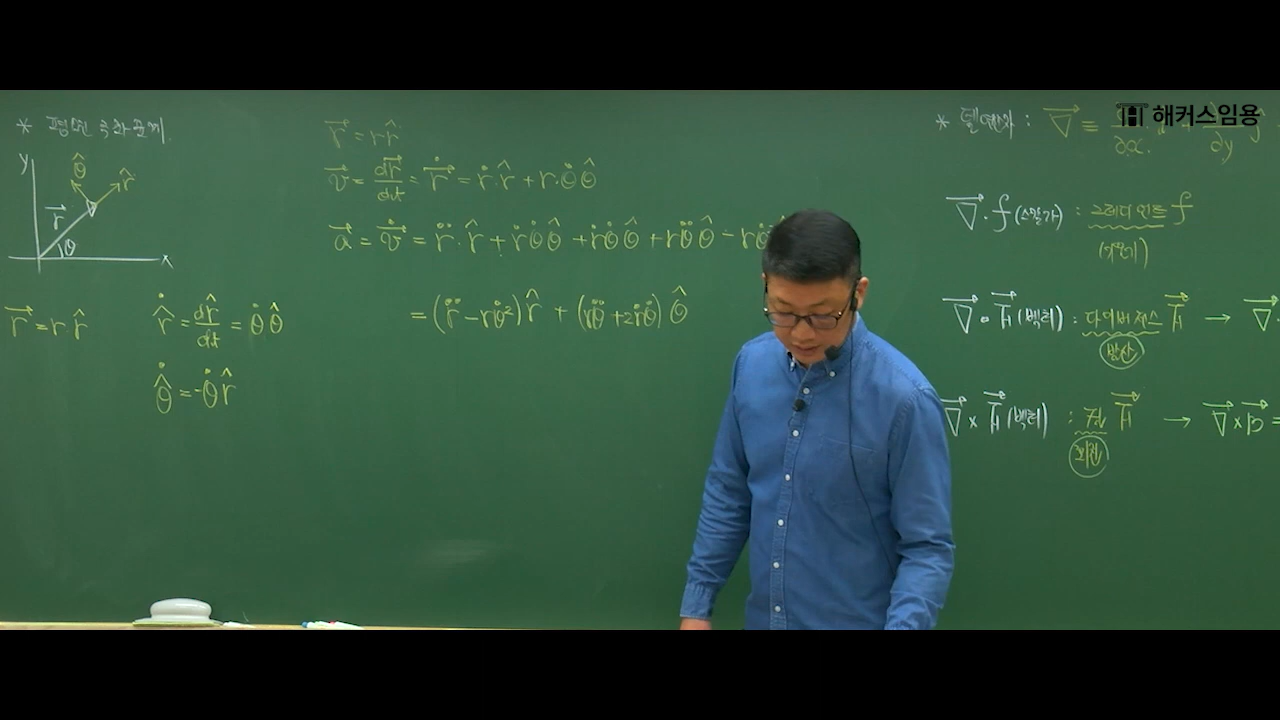 해커스임용
* 평면 극좌표계
y
θ̂
r̂
r⃗
θ
x
r⃗ = r r̂
r̂̇ = dr̂/dt = θ̇ θ̂
θ̂̇ = -θ̇ r̂
r⃗ = r r̂
v⃗ = dr⃗/dt = r⃗̇ = ṙ · r̂ + r · θ̇ θ̂
a⃗ = v⃗̇ = r̈ · r̂ + ṙ θ̇ θ̂ + ṙ θ̇ θ̂ + r θ̈ θ̂ - r θ̇
= (r̈ - r θ̇²) r̂ + (r θ̈ + 2 ṙ θ̇) θ̂
* 델연산자 : ∇⃗ ≡
∂x
∂y
∇⃗ · f (스칼라) : 그레디언트 f
(기울기)
∇⃗ · A⃗ (벡터) : 다이버젠스 A⃗ → ∇⃗
발산
∇⃗ × A⃗ (벡터) : 컬 A⃗ → ∇⃗ × B⃗ =
회전